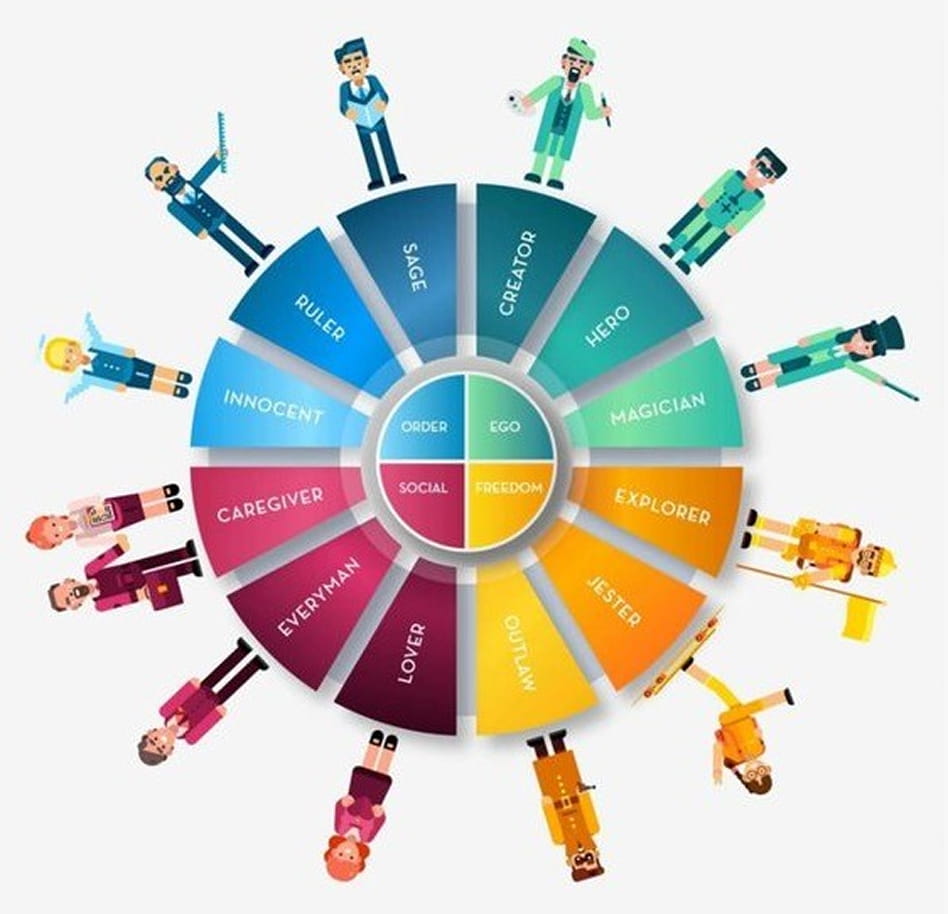 SAGE
CREATOR
RULER
HERO
INNOCENT
MAGICIAN
ORDER
EGO
SOCIAL
FREEDOM
CAREGIVER
EXPLORER
EVERYMAN
JESTER
LOVER
OUTLAW